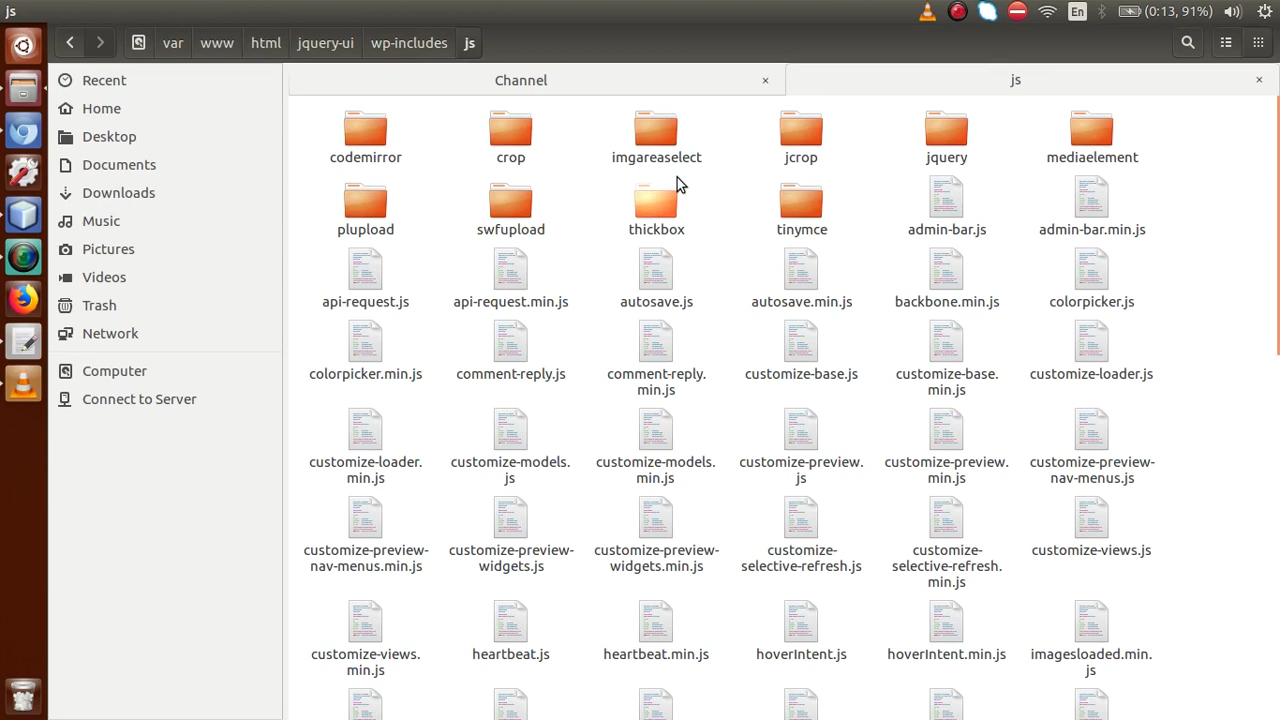 js
En
(0:13, 91%)
var
www
html
jquery-ui
wp-includes
js
Recent
Home
Desktop
Documents
Downloads
Music
Pictures
Videos
Trash
Network
Computer
Connect to Server
Channel
js
codemirror
crop
imgareaselect
jcrop
jquery
mediaelement
plupload
swfupload
thickbox
tinymce
admin-bar.js
admin-bar.min.js
api-request.js
api-request.min.js
autosave.js
autosave.min.js
backbone.min.js
colorpicker.js
colorpicker.min.js
comment-reply.js
comment-reply.
min.js
customize-base.js
customize-base.
min.js
customize-loader.js
customize-loader.
min.js
customize-models.
js
customize-models.
min.js
customize-preview.
js
customize-preview.
min.js
customize-preview-
nav-menus.js
customize-preview-
nav-menus.min.js
customize-preview-
widgets.js
customize-preview-
widgets.min.js
customize-
selective-refresh.js
customize-
selective-refresh.
min.js
customize-views.js
customize-views.
min.js
heartbeat.js
heartbeat.min.js
hoverIntent.js
hoverIntent.min.js
imagesloaded.min.
js